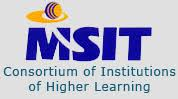 MSIT
Consortium of Institutions
of Higher Learning